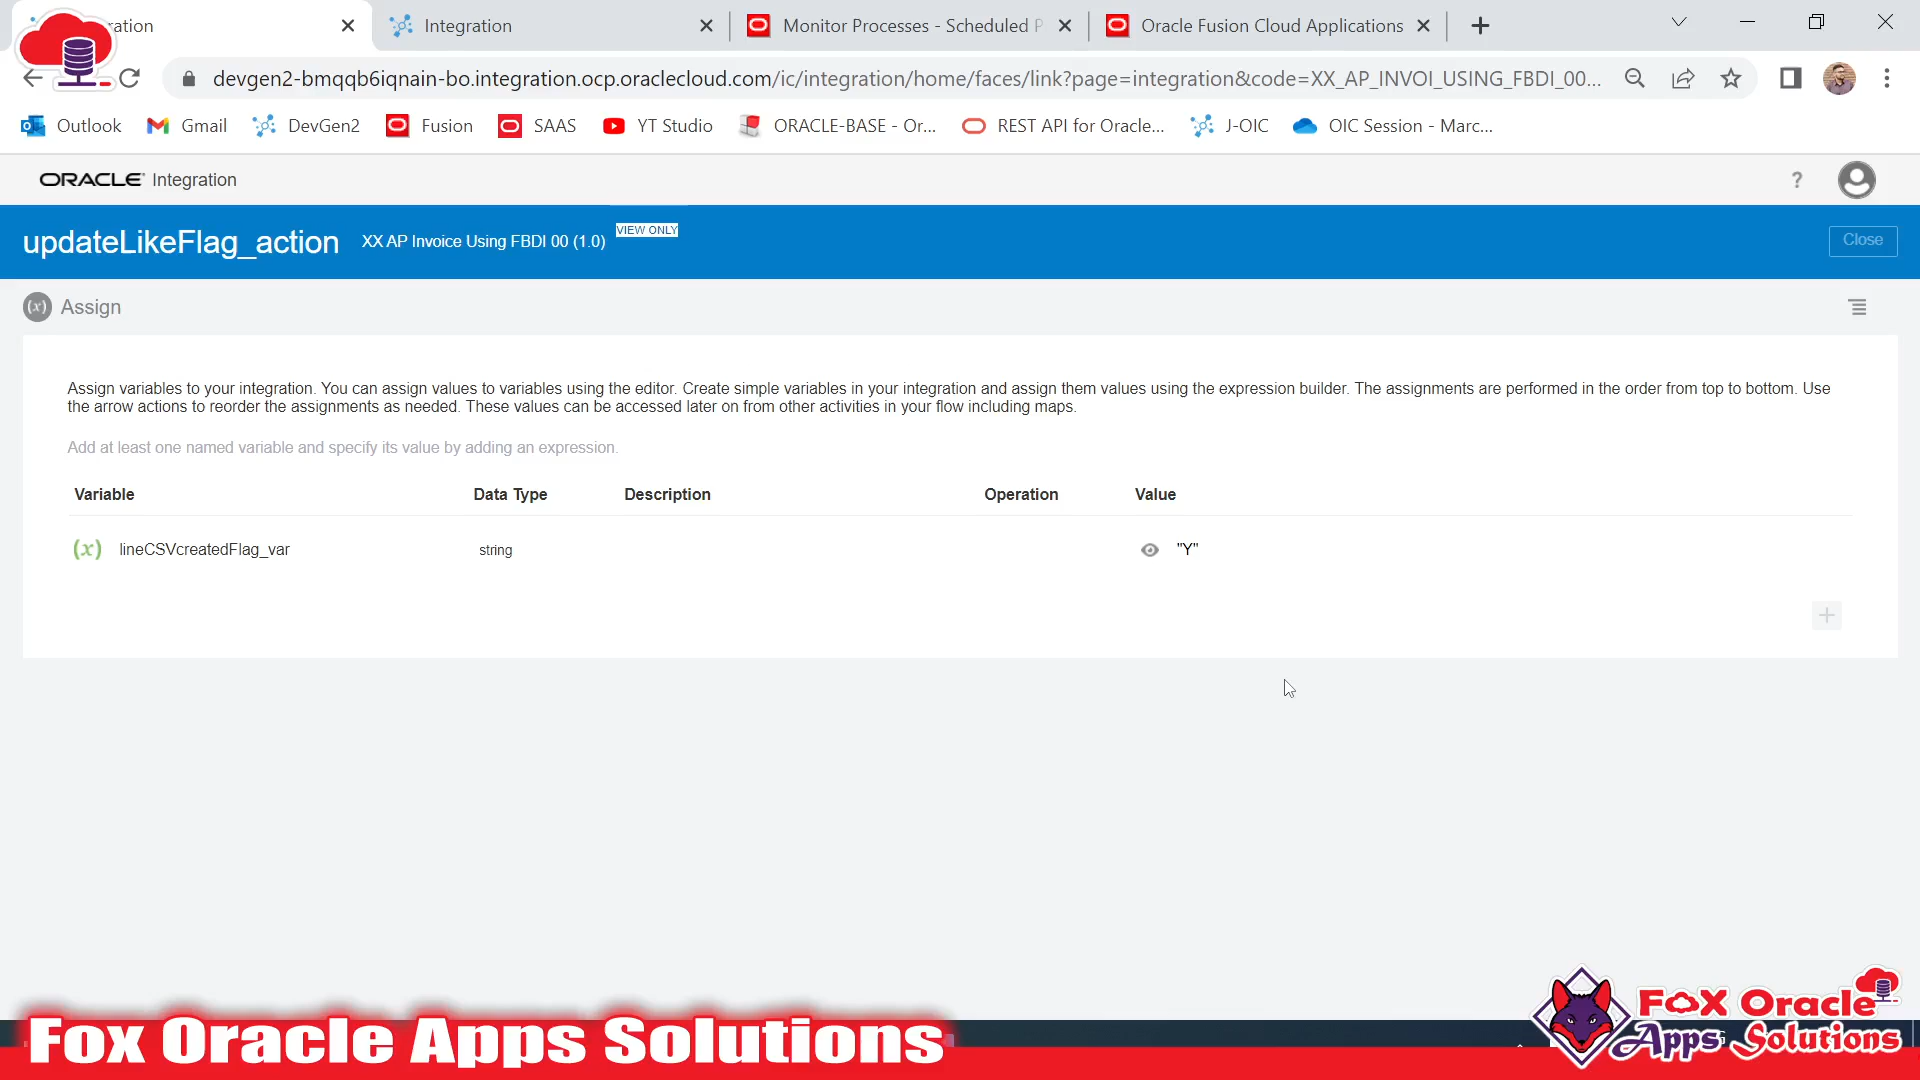 ration
Integration
Monitor Processes - Scheduled P
Oracle Fusion Cloud Applications
devgen2-bmqqb6iqnain-bo.integration.ocp.oraclecloud.com/ic/integration/home/faces/link?page=integration&code=XX_AP_INVOI_USING_FBDI_00...
Outlook
Gmail
DevGen2
Fusion
SAAS
YT Studio
ORACLE-BASE - Or...
REST API for Oracle...
J-OIC
OIC Session - Marc...
ORACLE Integration
?
updateLikeFlag_action
XX AP Invoice Using FBDI 00 (1.0)
VIEW ONLY
Close
(x) Assign
Assign variables to your integration. You can assign values to variables using the editor. Create simple variables in your integration and assign them values using the expression builder. The assignments are performed in the order from top to bottom. Use
the arrow actions to reorder the assignments as needed. These values can be accessed later on from other activities in your flow including maps.
Add at least one named variable and specify its value by adding an expression.
Variable Data Type Description Operation Value
(x) lineCSVcreatedFlag_var string "Y"
Fox Oracle Apps Solutions
Fox Oracle
Apps Solutions